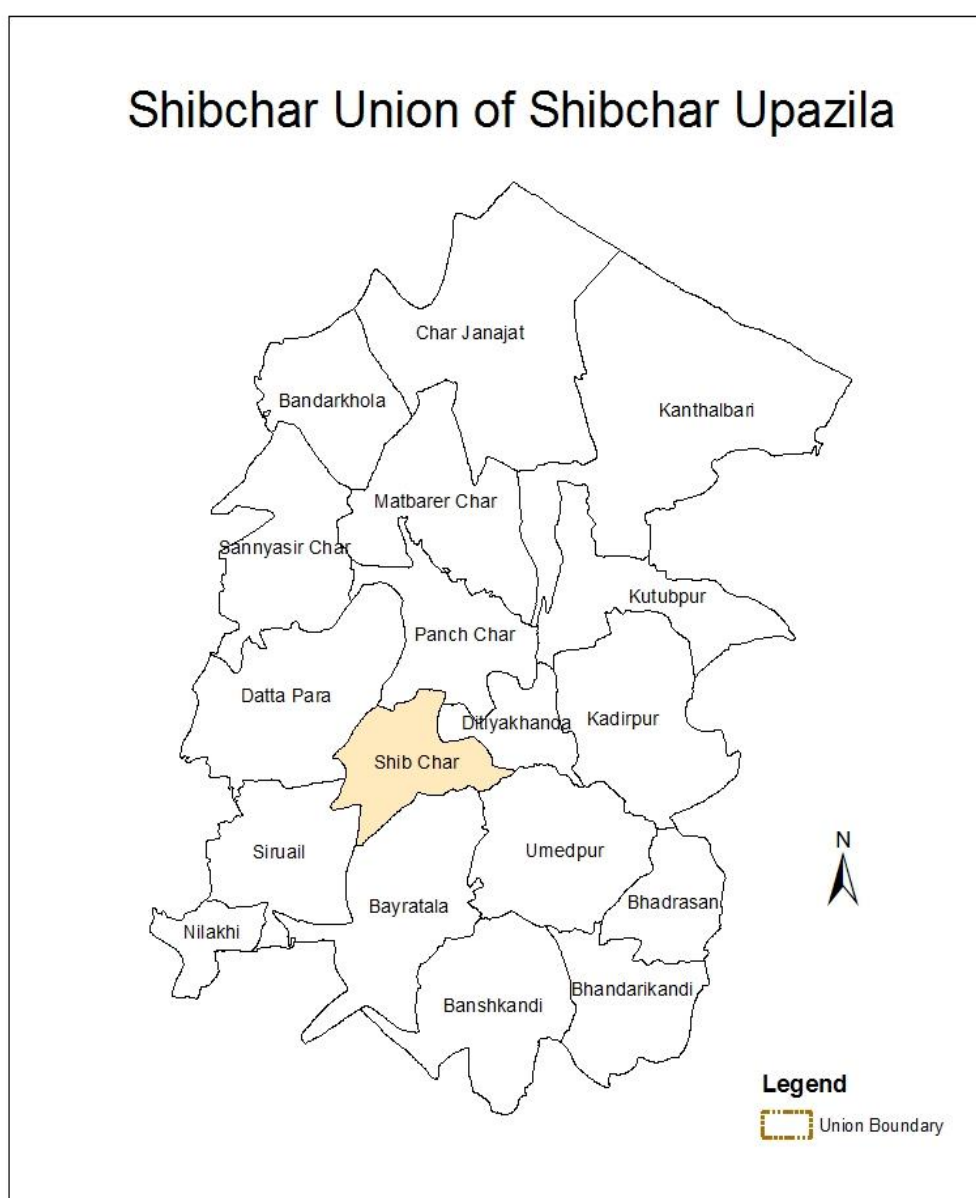 Shibchar Union of Shibchar Upazila
Char Janajat
Bandarkhola
Kanthalbari
Matbarer Char
Sannyasir Char
Kutubpur
Panch Char
Datta Para
Ditiyakhanda
Kadirpur
Shib Char
Siruail
Umedpur
N
Bhadrasan
Bayratala
Nilakhi
Bhandarikandi
Banshkandi
Legend
Union Boundary